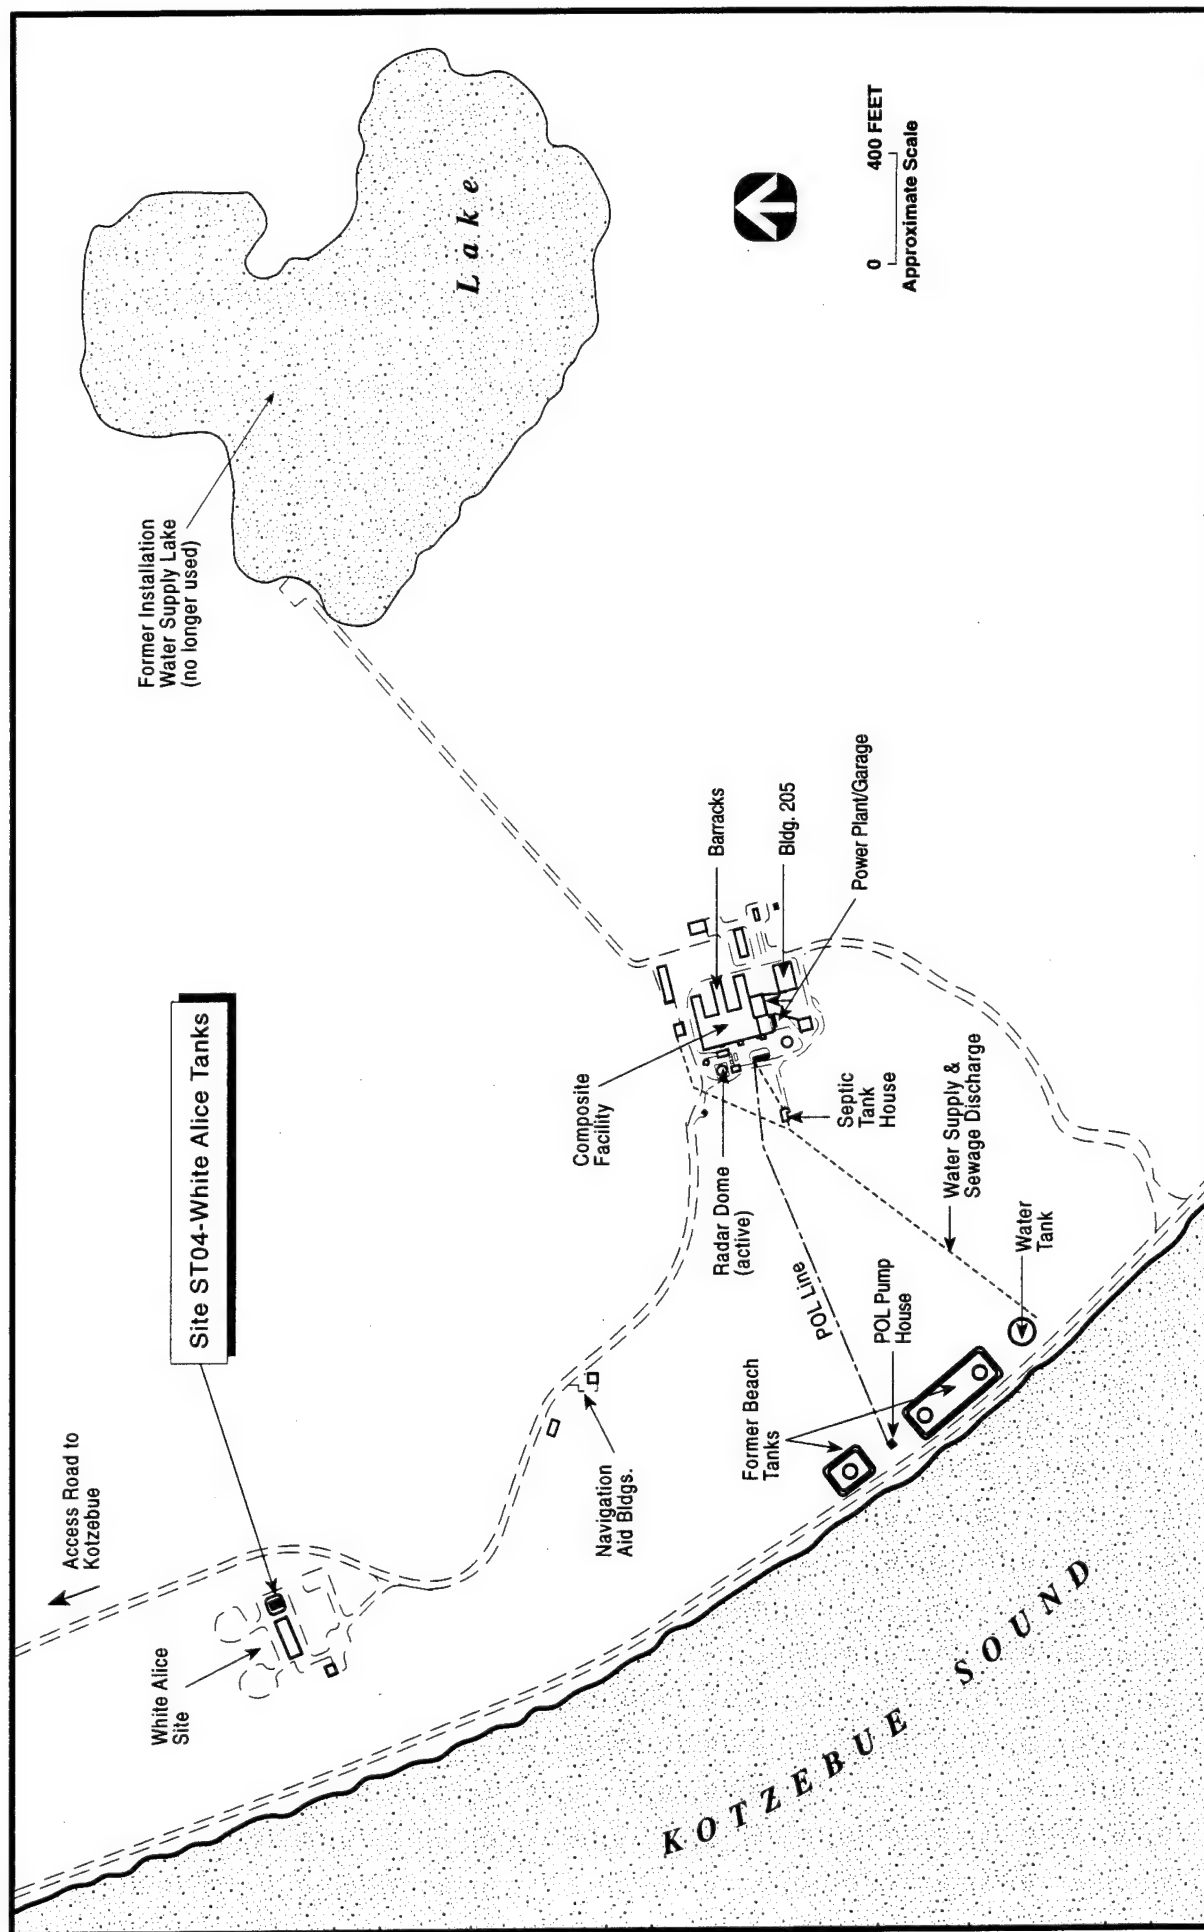 Access Road to
Kotzebue
White Alice
Site
Site ST04-White Alice Tanks
Former Installation
Water Supply Lake
(no longer used)
Lake
Navigation
Aid Bldgs.
Composite
Facility
Barracks
Bldg. 205
Power Plant/Garage
Radar Dome
(active)
Septic
Tank
House
POL Line
Former Beach
Tanks
POL Pump
House
Water Supply &
Sewage Discharge
Water
Tank
KOTZEBUE SOUND
0 400 FEET
Approximate Scale